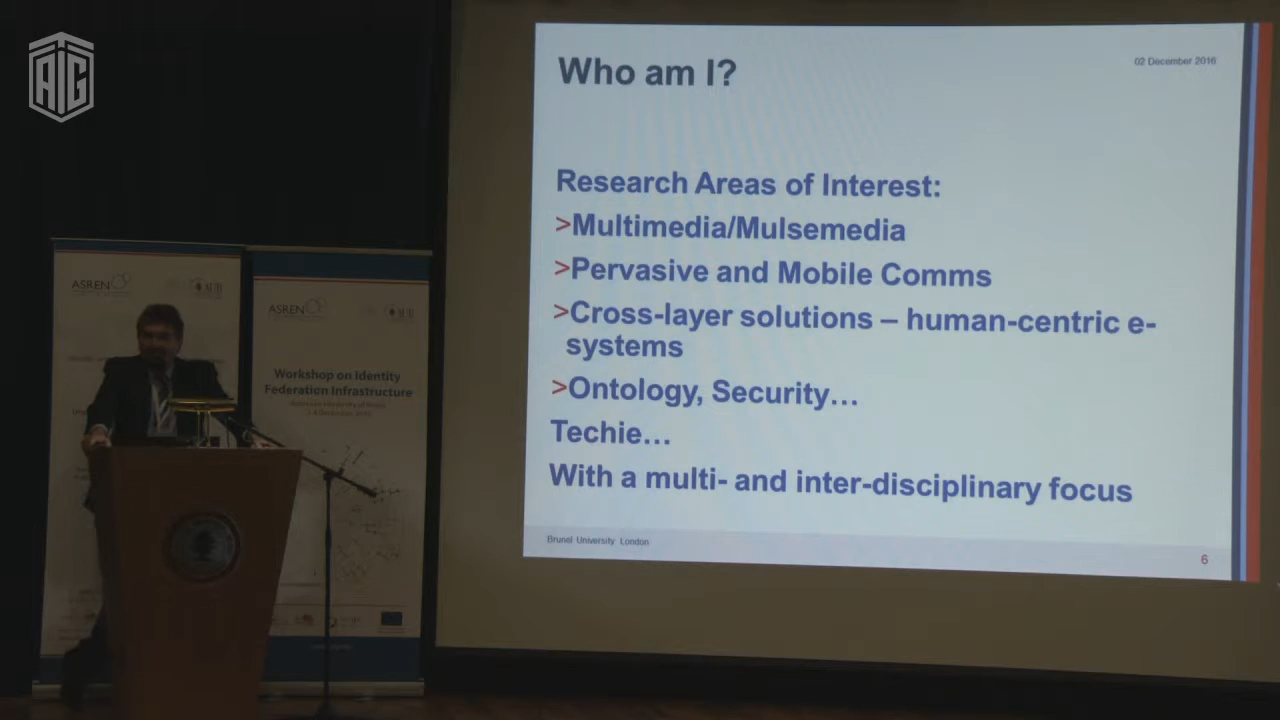 AIG
Who am I?
02 December 2016
Research Areas of Interest:
>Multimedia/Mulsemedia
>Pervasive and Mobile Comms
>Cross-layer solutions – human-centric e-
systems
>Ontology, Security…
Techie…
With a multi- and inter-disciplinary focus
Brunel University London
6
ASREN
ASREN
Workshop on Identity
Federation Infrastructure